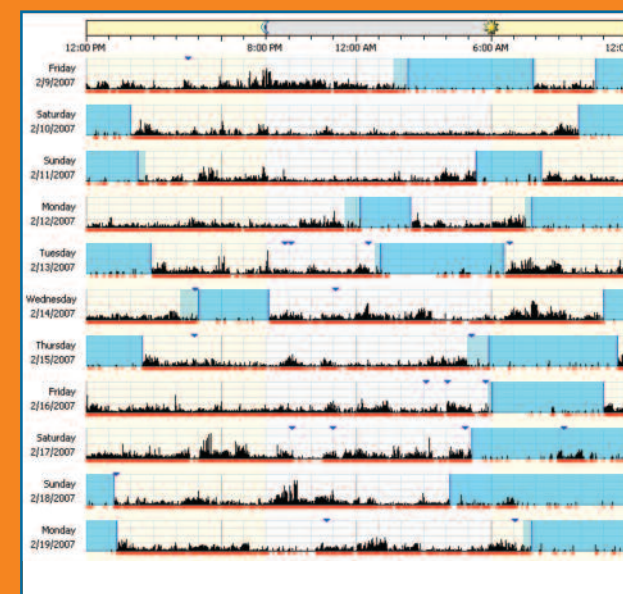 12:00 PM 8:00 PM 12:00 AM 6:00 AM 12:0
Friday
2/9/2007
Saturday
2/10/2007
Sunday
2/11/2007
Monday
2/12/2007
Tuesday
2/13/2007
Wednesday
2/14/2007
Thursday
2/15/2007
Friday
2/16/2007
Saturday
2/17/2007
Sunday
2/18/2007
Monday
2/19/2007